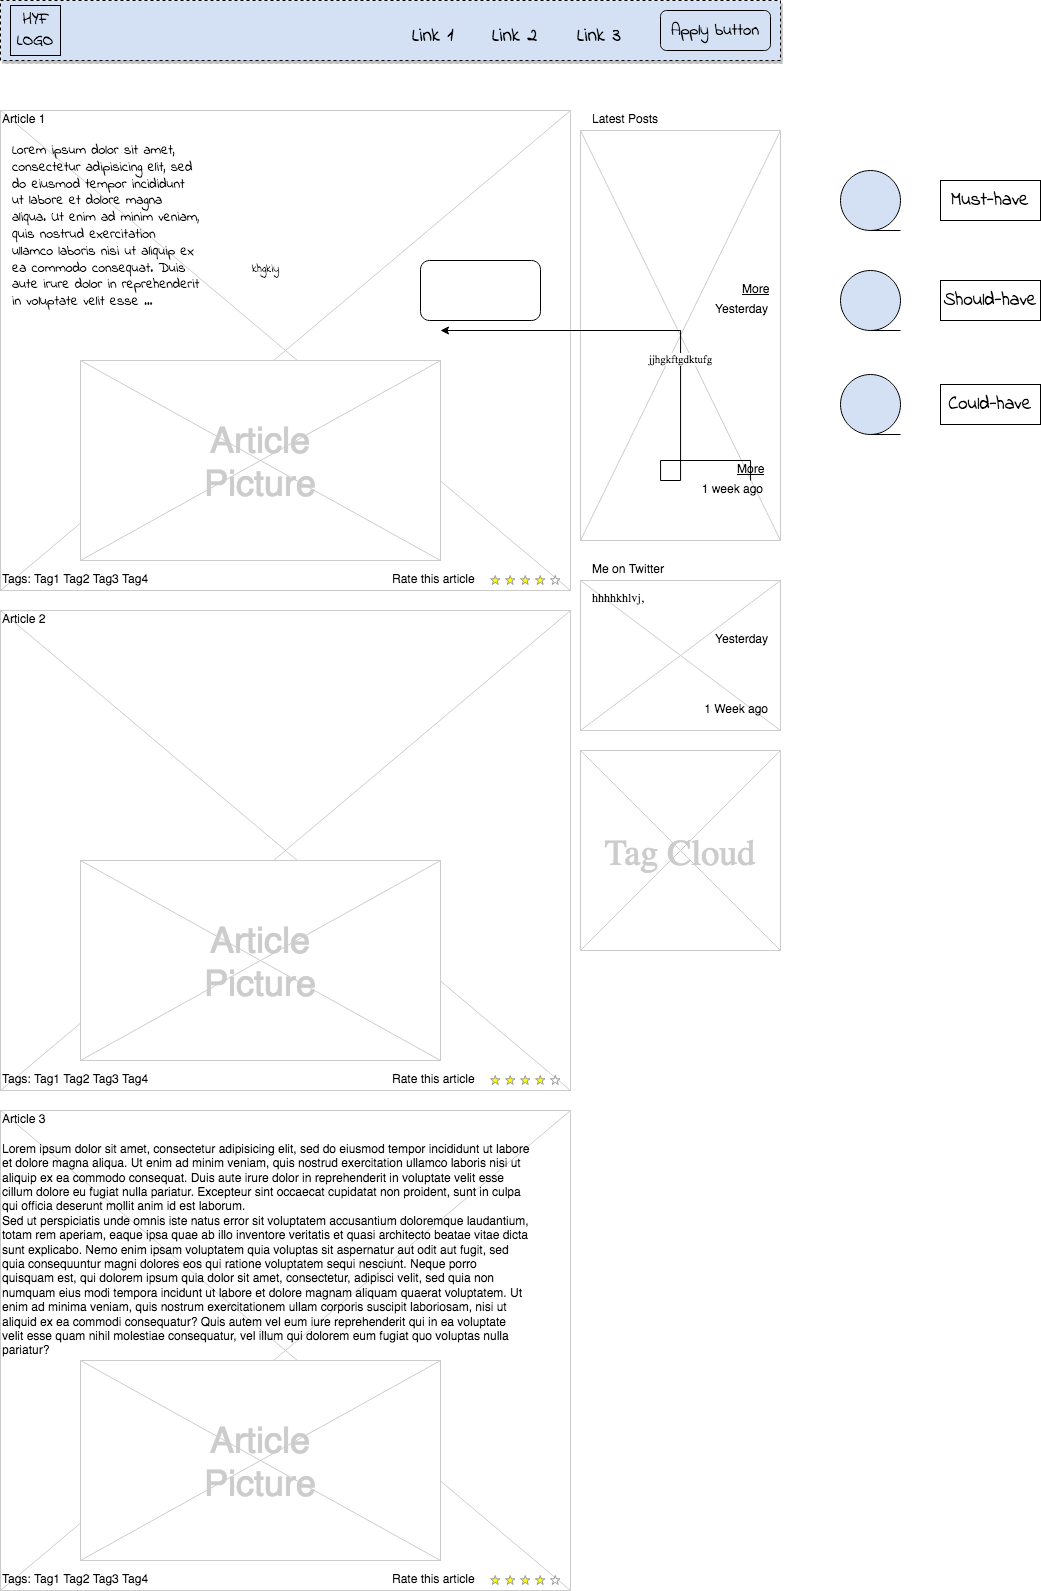 HYF
LOGO
Link 1
Link 2
Link 3
Apply button
Article 1
Lorem ipsum dolor sit amet,
consectetur adipisicing elit, sed
do eiusmod tempor incididunt
ut labore et dolore magna
aliqua. Ut enim ad minim veniam,
quis nostrud exercitation
ullamco laboris nisi ut aliquip ex
ea commodo consequat. Duis
aute irure dolor in reprehenderit
in voluptate velit esse ...
khgkiy
Article
Picture
Tags: Tag1 Tag2 Tag3 Tag4
Rate this article
Latest Posts
More
Yesterday
jjhgkftgdktufg
More
1 week ago
Me on Twitter
hhhhkhlvj,
Yesterday
1 Week ago
Tag Cloud
Must-have
Should-have
Could-have
Article 2
Article
Picture
Tags: Tag1 Tag2 Tag3 Tag4
Rate this article
Article 3
Lorem ipsum dolor sit amet, consectetur adipisicing elit, sed do eiusmod tempor incididunt ut labore
et dolore magna aliqua. Ut enim ad minim veniam, quis nostrud exercitation ullamco laboris nisi ut
aliquip ex ea commodo consequat. Duis aute irure dolor in reprehenderit in voluptate velit esse
cillum dolore eu fugiat nulla pariatur. Excepteur sint occaecat cupidatat non proident, sunt in culpa
qui officia deserunt mollit anim id est laborum.
Sed ut perspiciatis unde omnis iste natus error sit voluptatem accusantium doloremque laudantium,
totam rem aperiam, eaque ipsa quae ab illo inventore veritatis et quasi architecto beatae vitae dicta
sunt explicabo. Nemo enim ipsam voluptatem quia voluptas sit aspernatur aut odit aut fugit, sed
quia consequuntur magni dolores eos qui ratione voluptatem sequi nesciunt. Neque porro
quisquam est, qui dolorem ipsum quia dolor sit amet, consectetur, adipisci velit, sed quia non
numquam eius modi tempora incidunt ut labore et dolore magnam aliquam quaerat voluptatem. Ut
enim ad minima veniam, quis nostrum exercitationem ullam corporis suscipit laboriosam, nisi ut
aliquid ex ea commodi consequatur? Quis autem vel eum iure reprehenderit qui in ea voluptate
velit esse quam nihil molestiae consequatur, vel illum qui dolorem eum fugiat quo voluptas nulla
pariatur?
Article
Picture
Tags: Tag1 Tag2 Tag3 Tag4
Rate this article